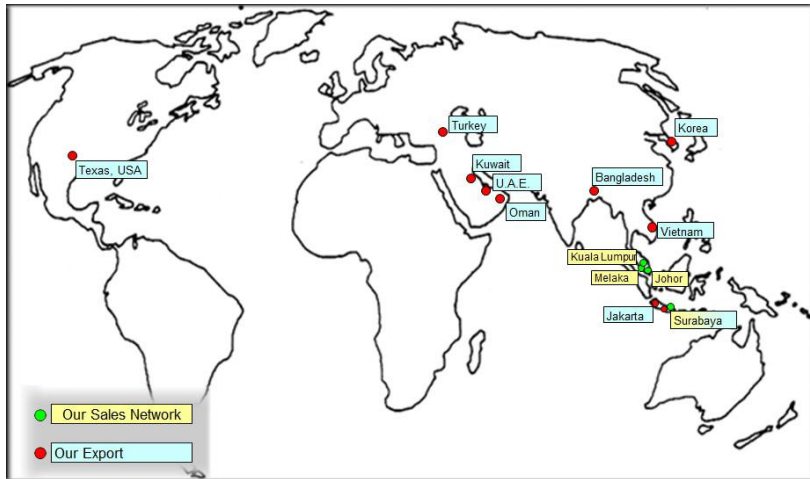 Turkey
Korea
Texas, USA
Kuwait
U.A.E.
Bangladesh
Oman
Vietnam
Kuala Lumpur
Melaka
Johor
Jakarta
Surabaya
Our Sales Network
Our Export